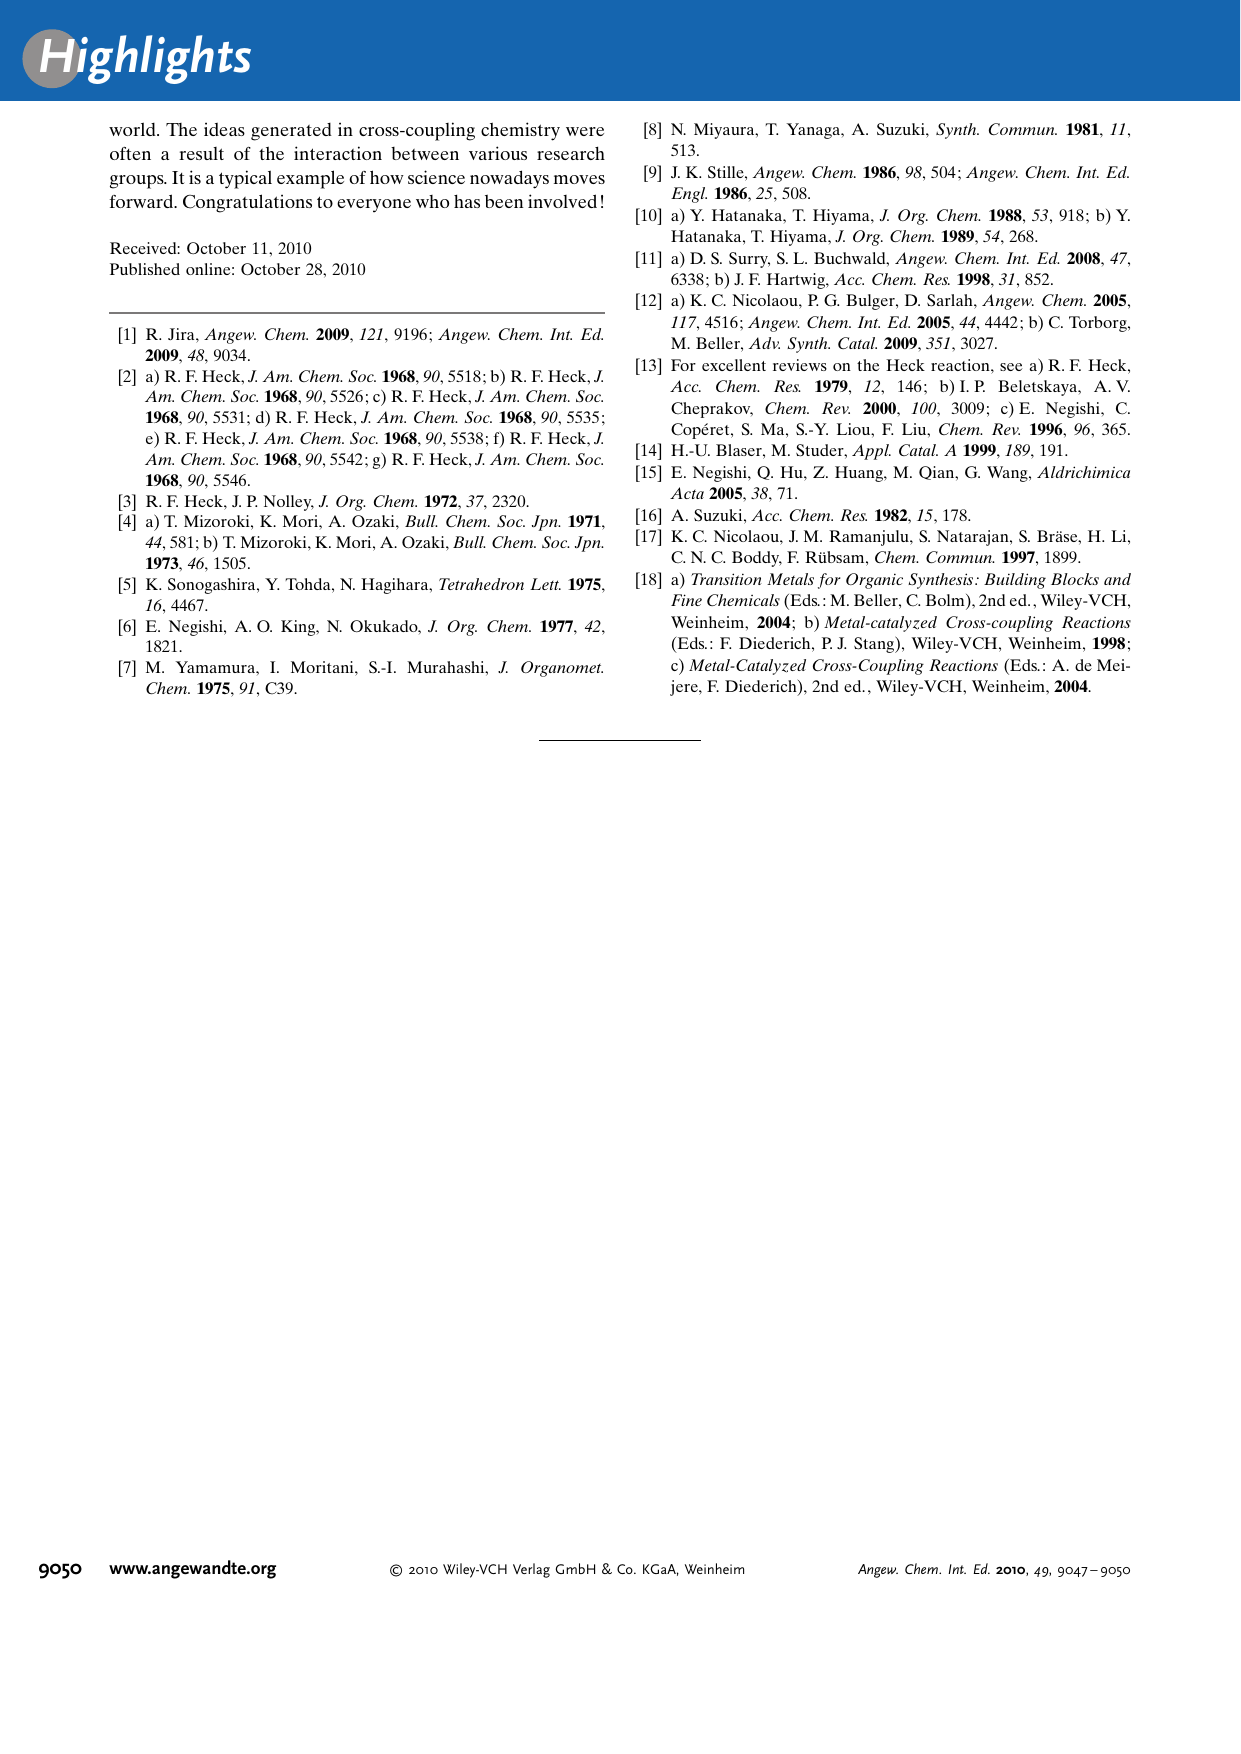 Highlights
world. The ideas generated in cross-coupling chemistry were
often a result of the interaction between various research
groups. It is a typical example of how science nowadays moves
forward. Congratulations to everyone who has been involved!
Received: October 11, 2010
Published online: October 28, 2010
[1] R. Jira, Angew. Chem. 2009, 121, 9196; Angew. Chem. Int. Ed.
2009, 48, 9034.
[2] a) R. F. Heck, J. Am. Chem. Soc. 1968, 90, 5518; b) R. F. Heck, J.
Am. Chem. Soc. 1968, 90, 5526; c) R. F. Heck, J. Am. Chem. Soc.
1968, 90, 5531; d) R. F. Heck, J. Am. Chem. Soc. 1968, 90, 5535;
e) R. F. Heck, J. Am. Chem. Soc. 1968, 90, 5538; f) R. F. Heck, J.
Am. Chem. Soc. 1968, 90, 5542; g) R. F. Heck, J. Am. Chem. Soc.
1968, 90, 5546.
[3] R. F. Heck, J. P. Nolley, J. Org. Chem. 1972, 37, 2320.
[4] a) T. Mizoroki, K. Mori, A. Ozaki, Bull. Chem. Soc. Jpn. 1971,
44, 581; b) T. Mizoroki, K. Mori, A. Ozaki, Bull. Chem. Soc. Jpn.
1973, 46, 1505.
[5] K. Sonogashira, Y. Tohda, N. Hagihara, Tetrahedron Lett. 1975,
16, 4467.
[6] E. Negishi, A. O. King, N. Okukado, J. Org. Chem. 1977, 42,
1821.
[7] M. Yamamura, I. Moritani, S.-I. Murahashi, J. Organomet.
Chem. 1975, 91, C39.
[8] N. Miyaura, T. Yanaga, A. Suzuki, Synth. Commun. 1981, 11,
513.
[9] J. K. Stille, Angew. Chem. 1986, 98, 504; Angew. Chem. Int. Ed.
Engl. 1986, 25, 508.
[10] a) Y. Hatanaka, T. Hiyama, J. Org. Chem. 1988, 53, 918; b) Y.
Hatanaka, T. Hiyama, J. Org. Chem. 1989, 54, 268.
[11] a) D. S. Surry, S. L. Buchwald, Angew. Chem. Int. Ed. 2008, 47,
6338; b) J. F. Hartwig, Acc. Chem. Res. 1998, 31, 852.
[12] a) K. C. Nicolaou, P. G. Bulger, D. Sarlah, Angew. Chem. 2005,
117, 4516; Angew. Chem. Int. Ed. 2005, 44, 4442; b) C. Torborg,
M. Beller, Adv. Synth. Catal. 2009, 351, 3027.
[13] For excellent reviews on the Heck reaction, see a) R. F. Heck,
Acc. Chem. Res. 1979, 12, 146; b) I. P. Beletskaya, A. V.
Cheprakov, Chem. Rev. 2000, 100, 3009; c) E. Negishi, C.
Copéret, S. Ma, S.-Y. Liou, F. Liu, Chem. Rev. 1996, 96, 365.
[14] H.-U. Blaser, M. Studer, Appl. Catal. A 1999, 189, 191.
[15] E. Negishi, Q. Hu, Z. Huang, M. Qian, G. Wang, Aldrichimica
Acta 2005, 38, 71.
[16] A. Suzuki, Acc. Chem. Res. 1982, 15, 178.
[17] K. C. Nicolaou, J. M. Ramanjulu, S. Natarajan, S. Bräse, H. Li,
C. N. C. Boddy, F. Rübsam, Chem. Commun. 1997, 1899.
[18] a) Transition Metals for Organic Synthesis: Building Blocks and
Fine Chemicals (Eds.: M. Beller, C. Bolm), 2nd ed., Wiley-VCH,
Weinheim, 2004; b) Metal-catalyzed Cross-coupling Reactions
(Eds.: F. Diederich, P. J. Stang), Wiley-VCH, Weinheim, 1998;
c) Metal-Catalyzed Cross-Coupling Reactions (Eds.: A. de Mei-
jere, F. Diederich), 2nd ed., Wiley-VCH, Weinheim, 2004.
9050 www.angewandte.org © 2010 Wiley-VCH Verlag GmbH & Co. KGaA, Weinheim Angew. Chem. Int. Ed. 2010, 49, 9047–9050